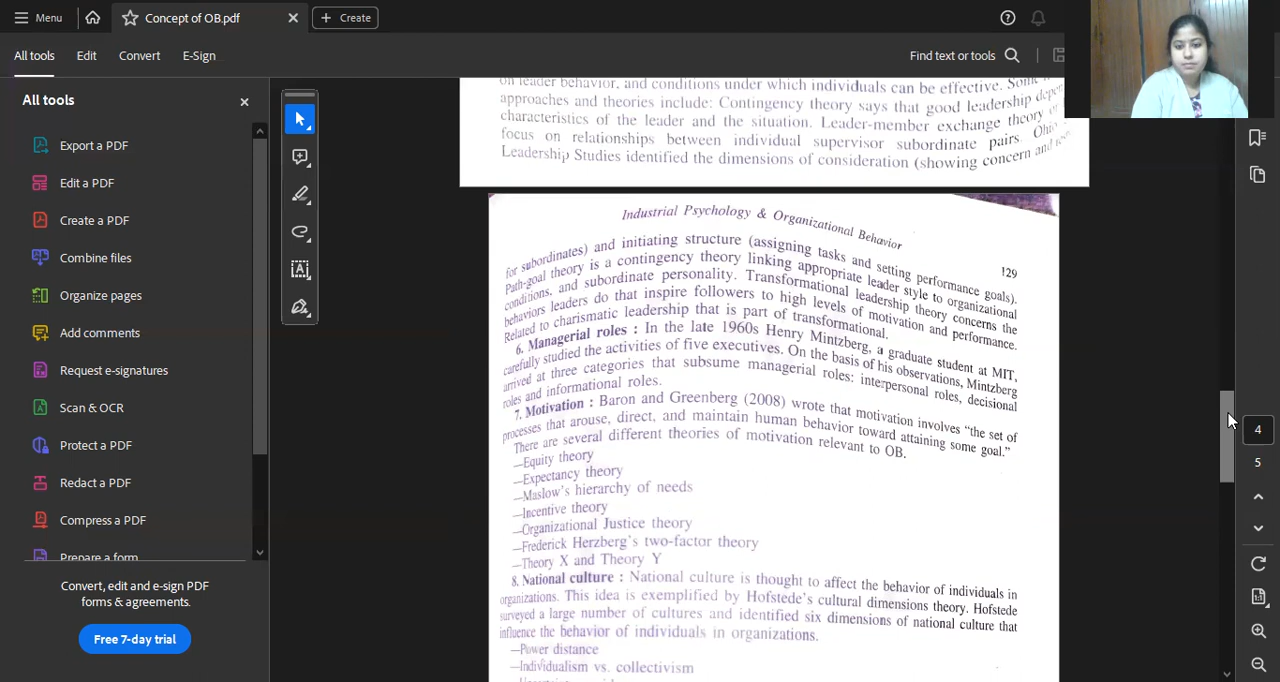 Menu
Concept of OB.pdf
Create
All tools
Edit
Convert
E-Sign
Find text or tools
All tools
Export a PDF
Edit a PDF
Create a PDF
Combine files
Organize pages
Add comments
Request e-signatures
Scan & OCR
Protect a PDF
Redact a PDF
Compress a PDF
Prepare a form
Convert, edit and e-sign PDF
forms & agreements.
Free 7-day trial
on leader behavior, and conditions under which individuals can be effective. Some
approaches and theories include: Contingency theory says that good leadership
characteristics of the leader and the situation. Leader-member exchange theory
focus on relationships between individual supervisor subordinate pairs Ohio
Leadership Studies identified the dimensions of consideration (showing concern and
Industrial Psychology & Organizational Behavior
129
for subordinates) and initiating structure (assigning tasks and setting performance goals).
Path-goal theory is a contingency theory linking appropriate leader style to organizational
conditions, and subordinate personality. Transformational leadership theory concerns the
behaviors leaders do that inspire followers to high levels of motivation and performance.
Related to charismatic leadership that is part of transformational.
6. Managerial roles : In the late 1960s Henry Mintzberg, a graduate student at MIT,
carefully studied the activities of five executives. On the basis of his observations, Mintzberg
arrived at three categories that subsume managerial roles: interpersonal roles, decisional
roles and informational roles.
7. Motivation : Baron and Greenberg (2008) wrote that motivation involves "the set of
processes that arouse, direct, and maintain human behavior toward attaining some goal."
There are several different theories of motivation relevant to OB.
—Equity theory
—Expectancy theory
—Maslow's hierarchy of needs
—Incentive theory
—Organizational Justice theory
—Frederick Herzberg's two-factor theory
—Theory X and Theory Y
8. National culture : National culture is thought to affect the behavior of individuals in
organizations. This idea is exemplified by Hofstede's cultural dimensions theory. Hofstede
surveyed a large number of cultures and identified six dimensions of national culture that
influence the behavior of individuals in organizations.
—Power distance
—Individualism vs. collectivism
4
5